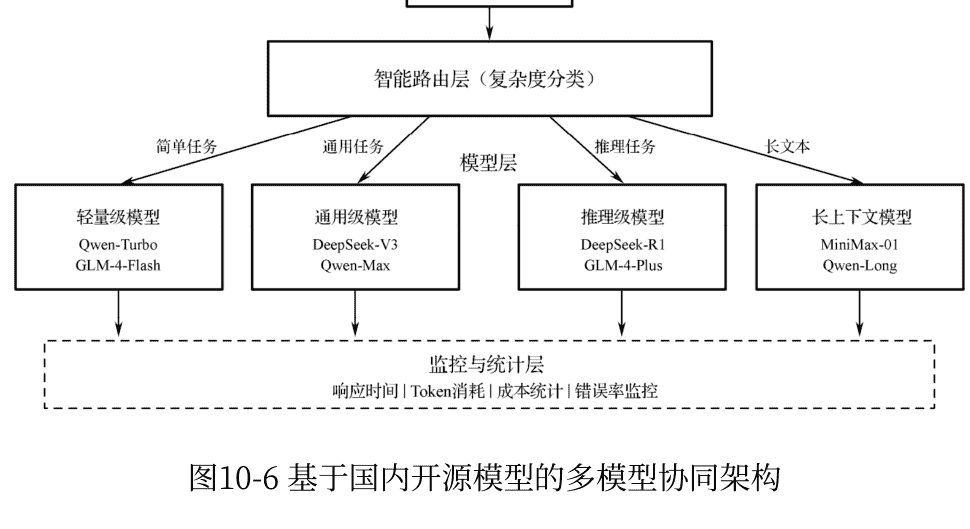 智能路由层（复杂度分类）
简单任务
通用任务
推理任务
长文本
模型层
轻量级模型
Qwen-Turbo
GLM-4-Flash
通用级模型
DeepSeek-V3
Qwen-Max
推理级模型
DeepSeek-R1
GLM-4-Plus
长上下文模型
MiniMax-01
Qwen-Long
监控与统计层
响应时间 | Token消耗 | 成本统计 | 错误率监控
图10-6 基于国内开源模型的多模型协同架构